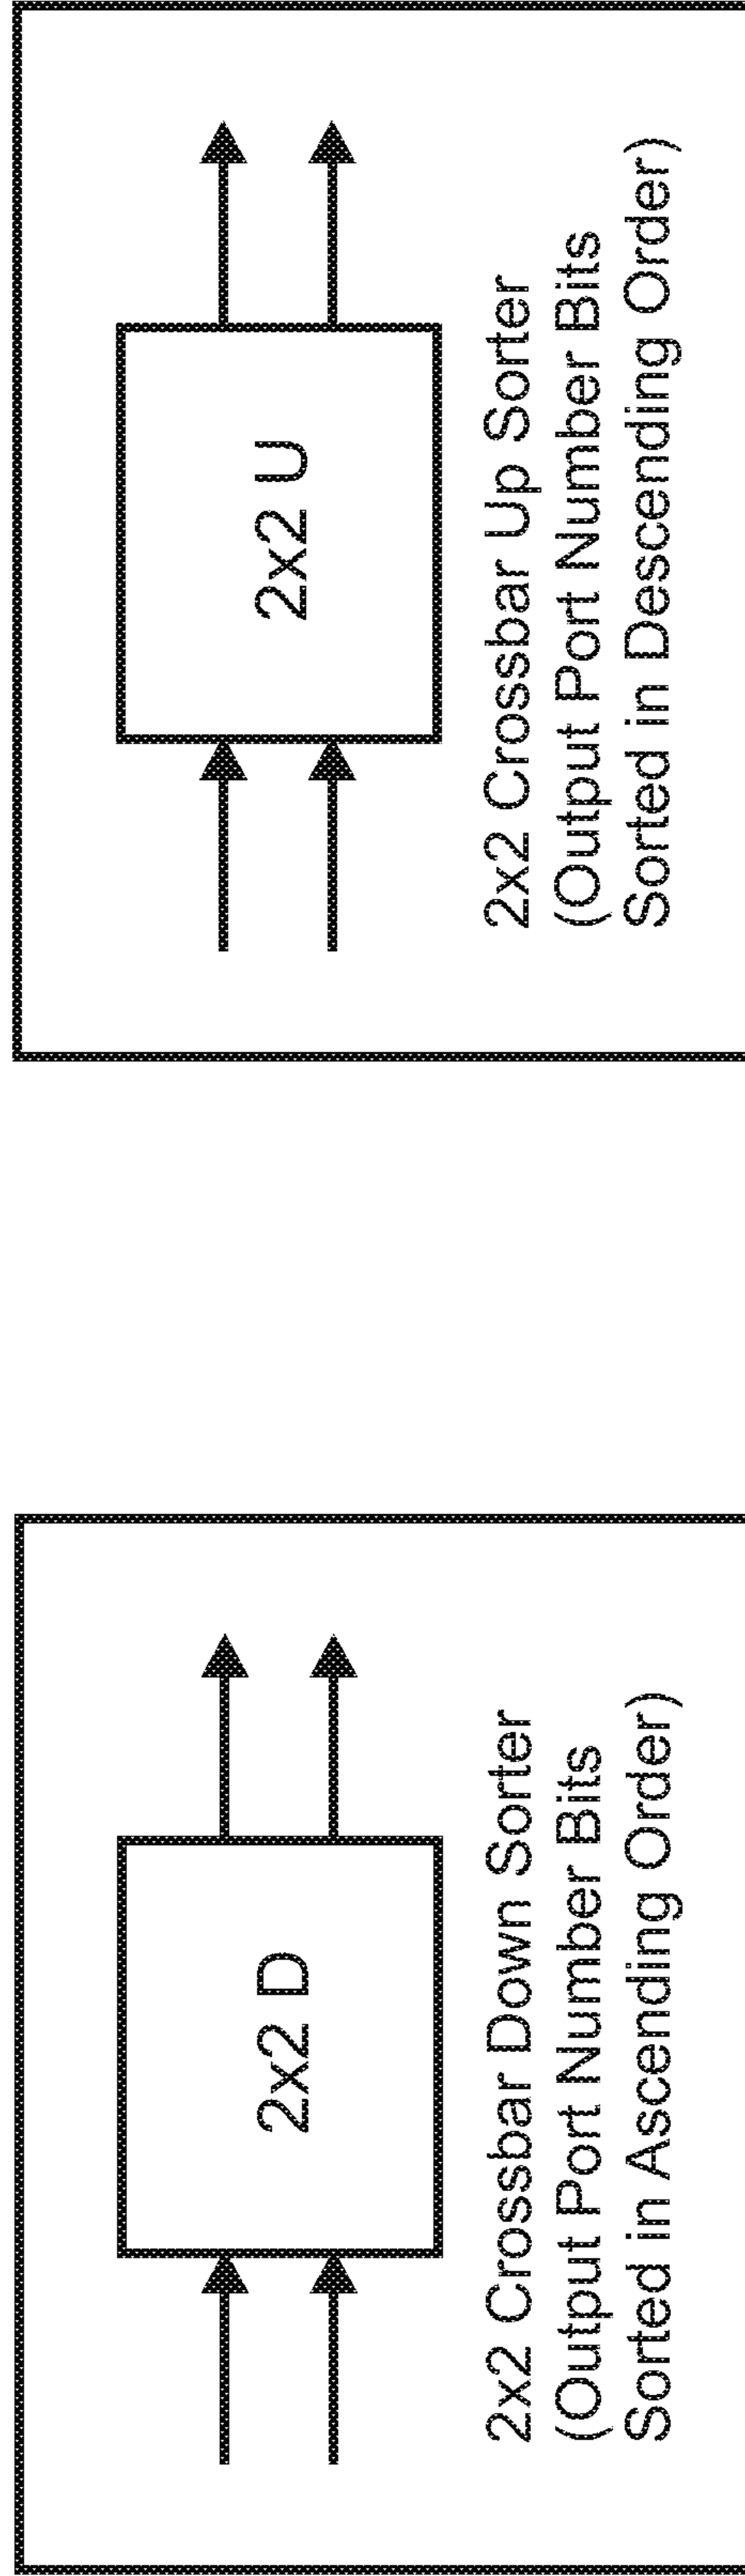 2x2 D
2x2 Crossbar Down Sorter
(Output Port Number Bits
Sorted in Ascending Order)
2x2 U
2x2 Crossbar Up Sorter
(Output Port Number Bits
Sorted in Descending Order)